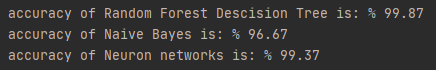 accuracy of Random Forest Descision Tree is: % 99.87
accuracy of Naive Bayes is: % 96.67
accuracy of Neuron networks is: % 99.37